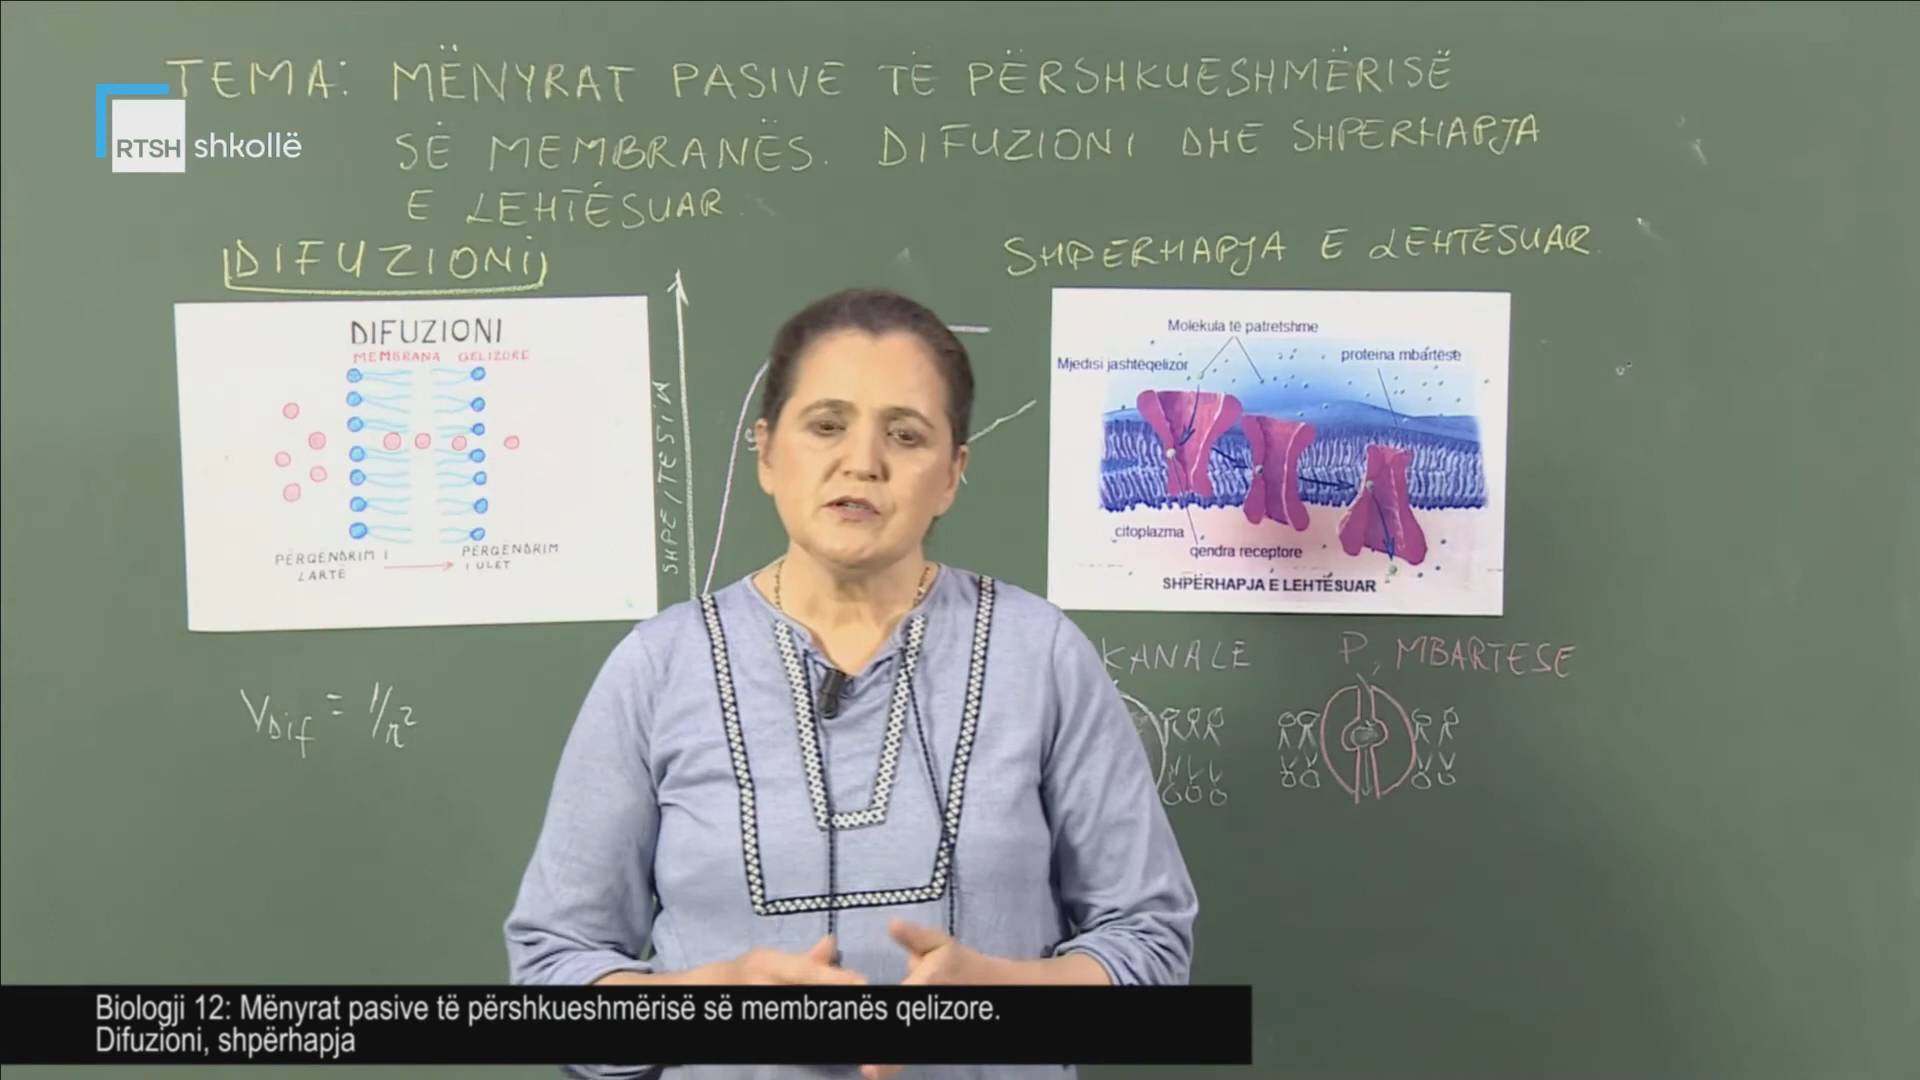 TEMA: MËNYRAT PASIVE TË PËRSHKUESHMËRISË
SË MEMBRANËS. DIFUZIONI DHE SHPËRHAPJA
E LEHTËSUAR
RTSH shkollë
DIFUZIONI
SHPËRHAPJA E LEHTËSUAR
DIFUZIONI
MEMBRANA QELIZORE
PËRQENDRIM I LARTË
PËRQENDRIM I ULËT
SHPEJTËSIA
Molekula të patretshme
Mjedisi jashtëqelizor
proteina mbartëse
citoplazma
qendra receptore
SHPËRHAPJA E LEHTËSUAR
VDif = 1/r²
KANALE
P. MBARTËSE
Biologji 12: Mënyrat pasive të përshkueshmërisë së membranës qelizore.
Difuzioni, shpërhapja